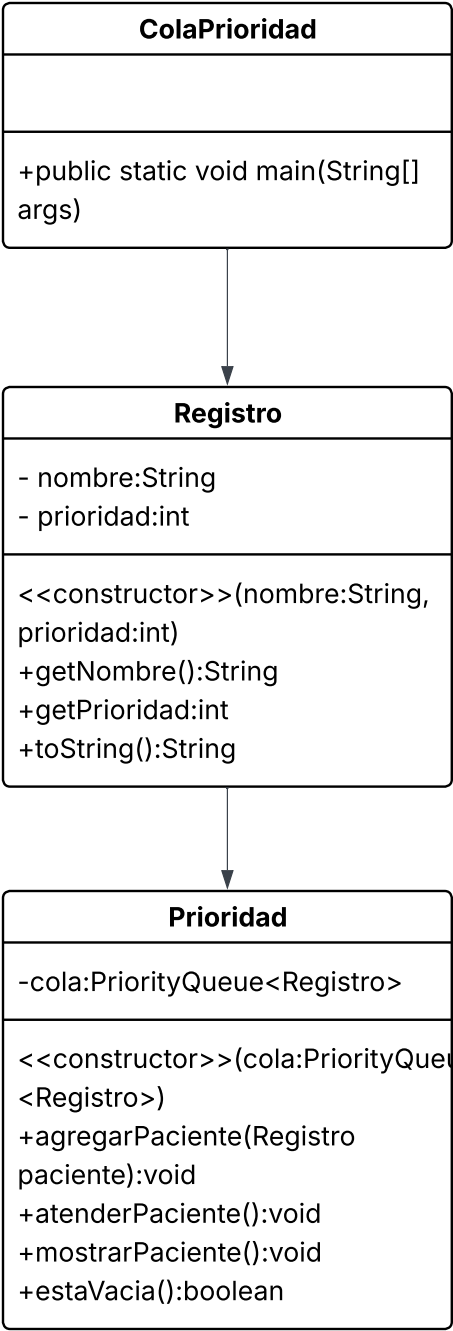 ColaPrioridad
+public static void main(String[]
args)
Registro
- nombre:String
- prioridad:int
<<constructor>>(nombre:String,
prioridad:int)
+getNombre():String
+getPrioridad:int
+toString():String
Prioridad
-cola:PriorityQueue<Registro>
<<constructor>>(cola:PriorityQueu
<Registro>)
+agregarPaciente(Registro
paciente):void
+atenderPaciente():void
+mostrarPaciente():void
+estaVacia():boolean